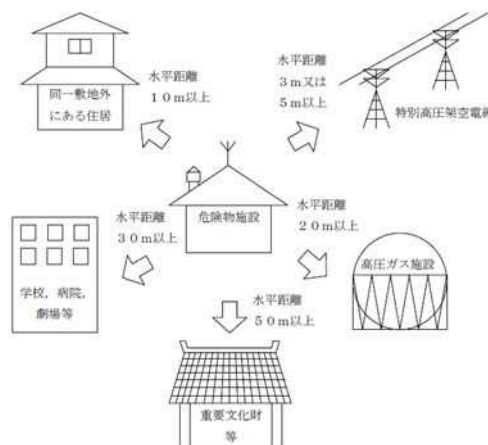 同一敷地外
にある住居
水平距離
１０ｍ以上
水平距離
３ｍ又は
５ｍ以上
特別高圧架空電線
危険物施設
水平距離
３０ｍ以上
水平距離
２０ｍ以上
学校，病院，
劇場等
高圧ガス施設
水平距離
５０ｍ以上
重要文化財
等